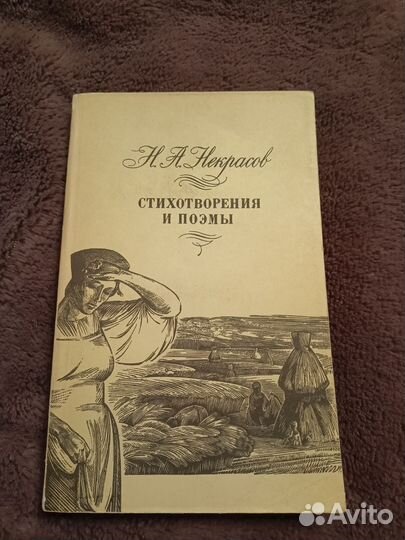 Н. А. Некрасов
СТИХОТВОРЕНИЯ
И ПОЭМЫ
Avito